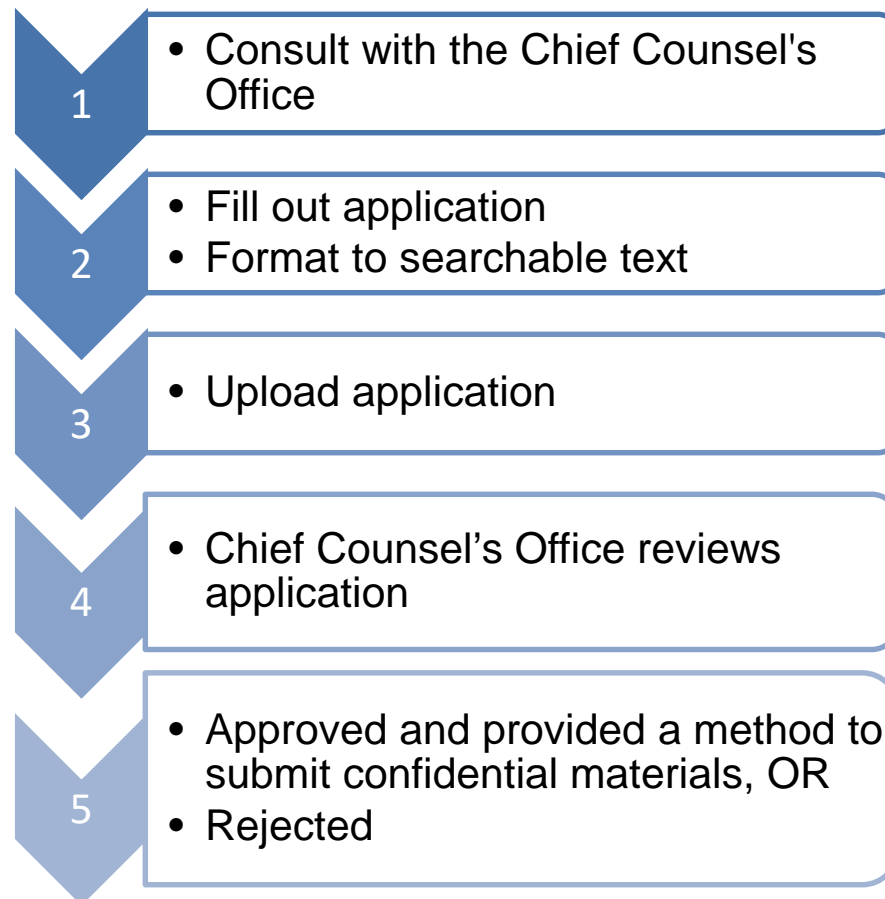 1
• Consult with the Chief Counsel's
Office
2
• Fill out application
• Format to searchable text
3
• Upload application
4
• Chief Counsel’s Office reviews
application
5
• Approved and provided a method to
submit confidential materials, OR
• Rejected